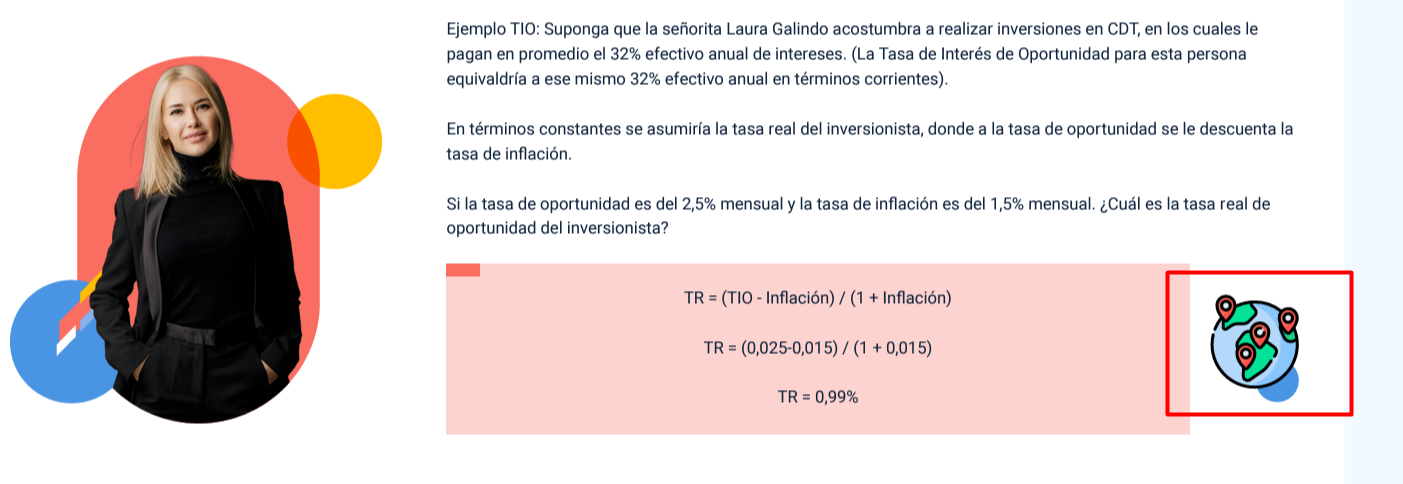 Ejemplo TIO: Suponga que la señorita Laura Galindo acostumbra a realizar inversiones en CDT, en los cuales le
pagan en promedio el 32% efectivo anual de intereses. (La Tasa de Interés de Oportunidad para esta persona
equivaldría a ese mismo 32% efectivo anual en términos corrientes).
En términos constantes se asumiría la tasa real del inversionista, donde a la tasa de oportunidad se le descuenta la
tasa de inflación.
Si la tasa de oportunidad es del 2,5% mensual y la tasa de inflación es del 1,5% mensual. ¿Cuál es la tasa real de
oportunidad del inversionista?
TR = (TIO - Inflación) / (1 + Inflación)
TR = (0,025-0,015) / (1 + 0,015)
TR = 0,99%